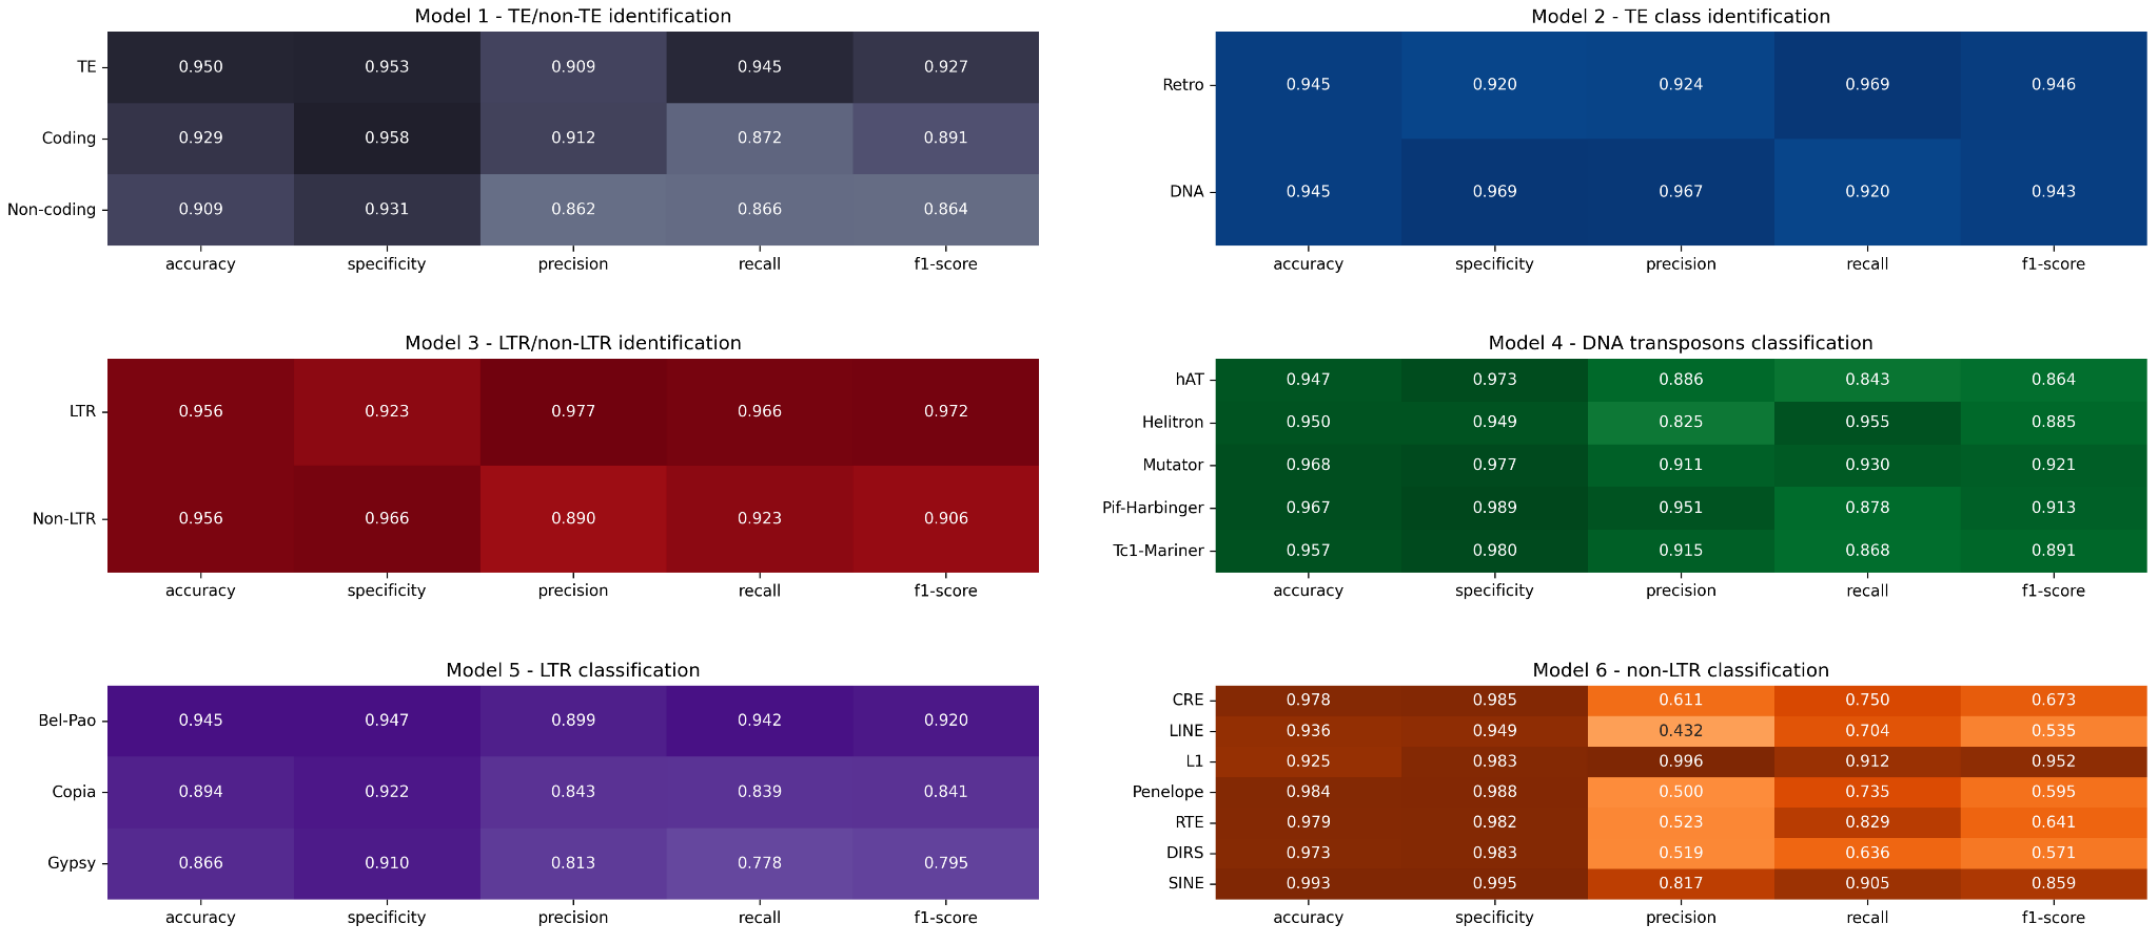 Model 1 - TE/non-TE identification
TE 0.950 0.953 0.909 0.945 0.927
Coding 0.929 0.958 0.912 0.872 0.891
Non-coding 0.909 0.931 0.862 0.866 0.864
accuracy specificity precision recall f1-score
Model 2 - TE class identification
Retro 0.945 0.920 0.924 0.969 0.946
DNA 0.945 0.969 0.967 0.920 0.943
accuracy specificity precision recall f1-score
Model 3 - LTR/non-LTR identification
LTR 0.956 0.923 0.977 0.966 0.972
Non-LTR 0.956 0.966 0.890 0.923 0.906
accuracy specificity precision recall f1-score
Model 4 - DNA transposons classification
hAT 0.947 0.973 0.886 0.843 0.864
Helitron 0.950 0.949 0.825 0.955 0.885
Mutator 0.968 0.977 0.911 0.930 0.921
Pif-Harbinger 0.967 0.989 0.951 0.878 0.913
Tc1-Mariner 0.957 0.980 0.915 0.868 0.891
accuracy specificity precision recall f1-score
Model 5 - LTR classification
Bel-Pao 0.945 0.947 0.899 0.942 0.920
Copia 0.894 0.922 0.843 0.839 0.841
Gypsy 0.866 0.910 0.813 0.778 0.795
accuracy specificity precision recall f1-score
Model 6 - non-LTR classification
CRE 0.978 0.985 0.611 0.750 0.673
LINE 0.936 0.949 0.432 0.704 0.535
L1 0.925 0.983 0.996 0.912 0.952
Penelope 0.984 0.988 0.500 0.735 0.595
RTE 0.979 0.982 0.523 0.829 0.641
DIRS 0.973 0.983 0.519 0.636 0.571
SINE 0.993 0.995 0.817 0.905 0.859
accuracy specificity precision recall f1-score